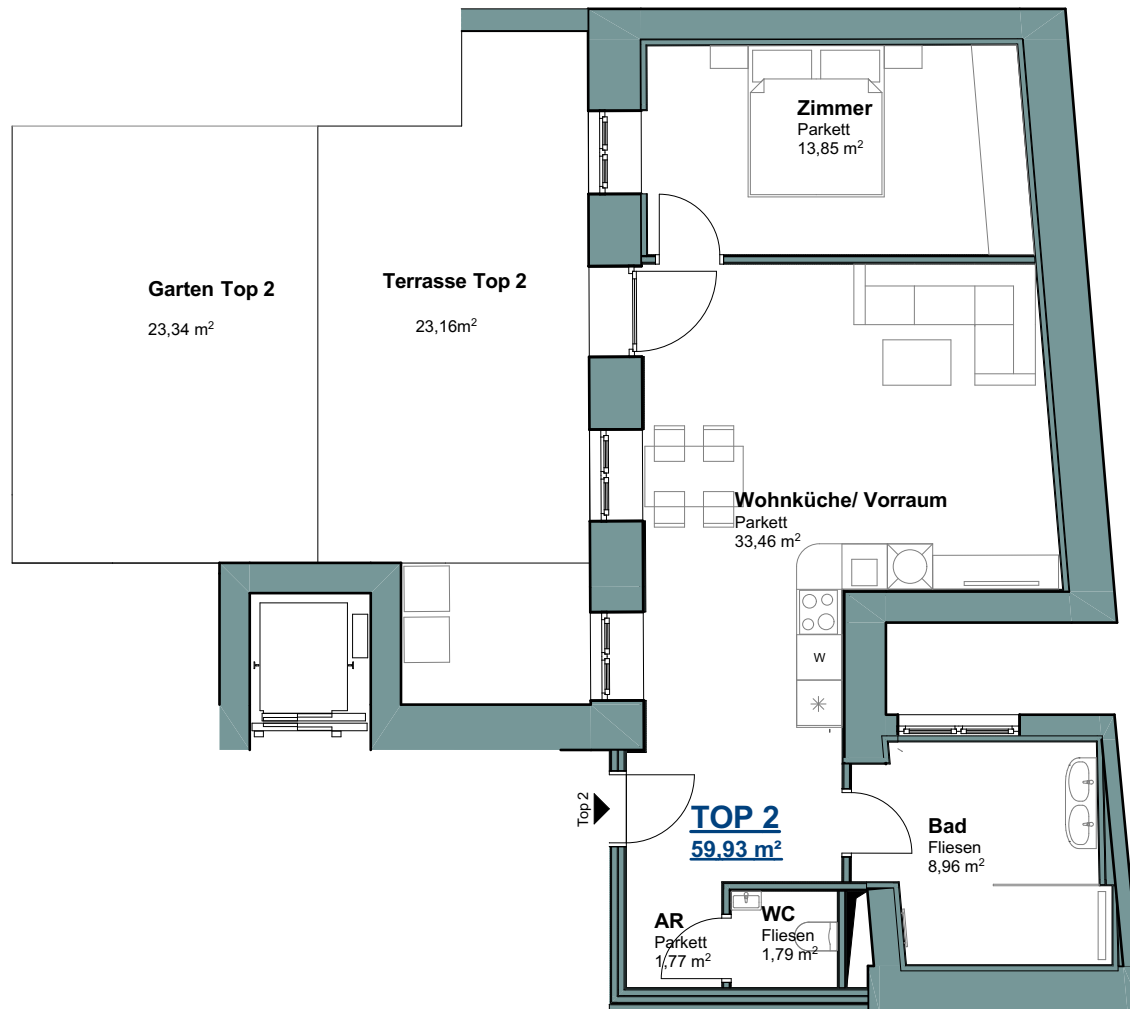 Zimmer
Parkett
13,85 m²
Garten Top 2
23,34 m²
Terrasse Top 2
23,16m²
Wohnküche/ Vorraum
Parkett
33,46 m²
W
Top 2
TOP 2
59,93 m²
Bad
Fliesen
8,96 m²
AR
Parkett
1,77 m²
WC
Fliesen
1,79 m²